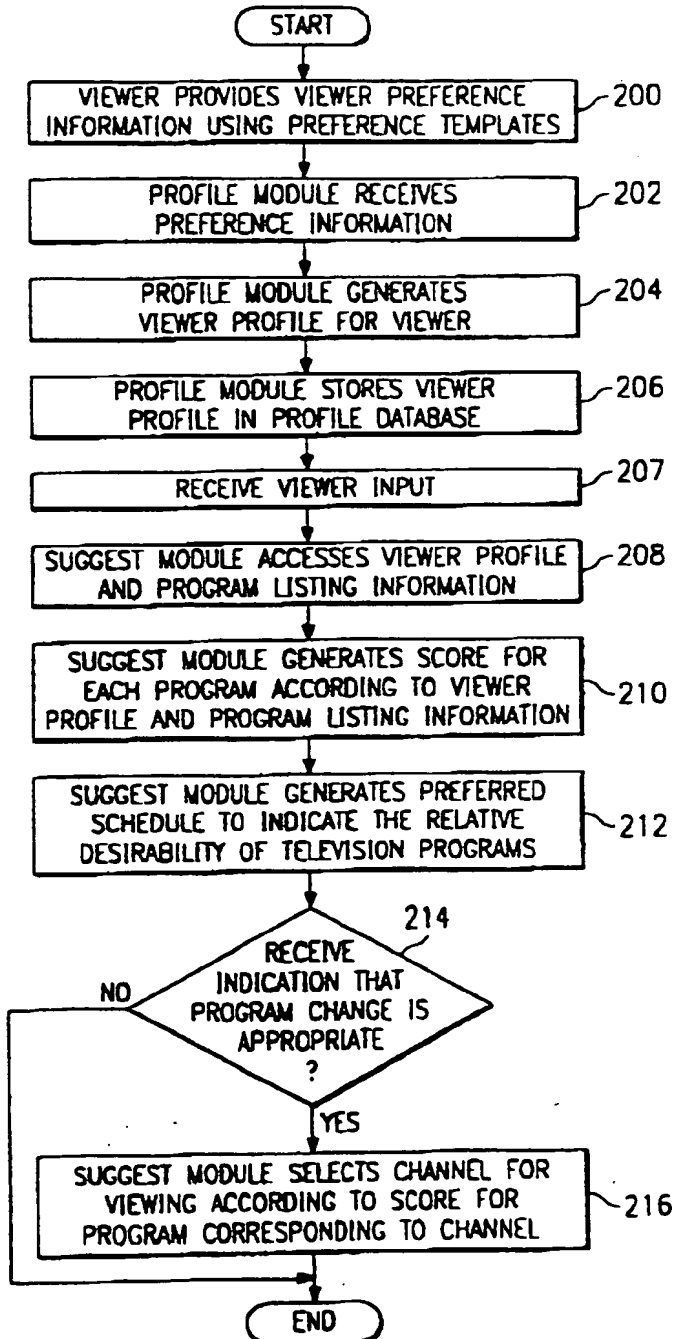 START
VIEWER PROVIDES VIEWER PREFERENCE
INFORMATION USING PREFERENCE TEMPLATES
200
PROFILE MODULE RECEIVES
PREFERENCE INFORMATION
202
PROFILE MODULE GENERATES
VIEWER PROFILE FOR VIEWER
204
PROFILE MODULE STORES VIEWER
PROFILE IN PROFILE DATABASE
206
RECEIVE VIEWER INPUT
207
SUGGEST MODULE ACCESSES VIEWER PROFILE
AND PROGRAM LISTING INFORMATION
208
SUGGEST MODULE GENERATES SCORE FOR
EACH PROGRAM ACCORDING TO VIEWER
PROFILE AND PROGRAM LISTING INFORMATION
210
SUGGEST MODULE GENERATES PREFERRED
SCHEDULE TO INDICATE THE RELATIVE
DESIRABILITY OF TELEVISION PROGRAMS
212
214
RECEIVE
INDICATION THAT
PROGRAM CHANGE IS
APPROPRIATE
?
NO
YES
SUGGEST MODULE SELECTS CHANNEL FOR
VIEWING ACCORDING TO SCORE FOR
PROGRAM CORRESPONDING TO CHANNEL
216
END